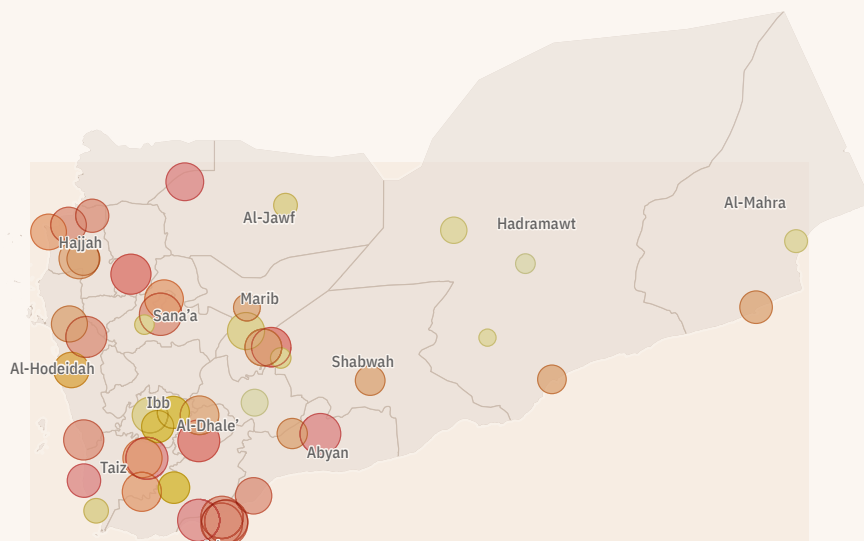 Al-Mahra
Al-Jawf
Hadramawt
Hajjah
Marib
Sana'a
Shabwah
Al-Hodeidah
Ibb
Al-Dhale'
Abyan
Taiz